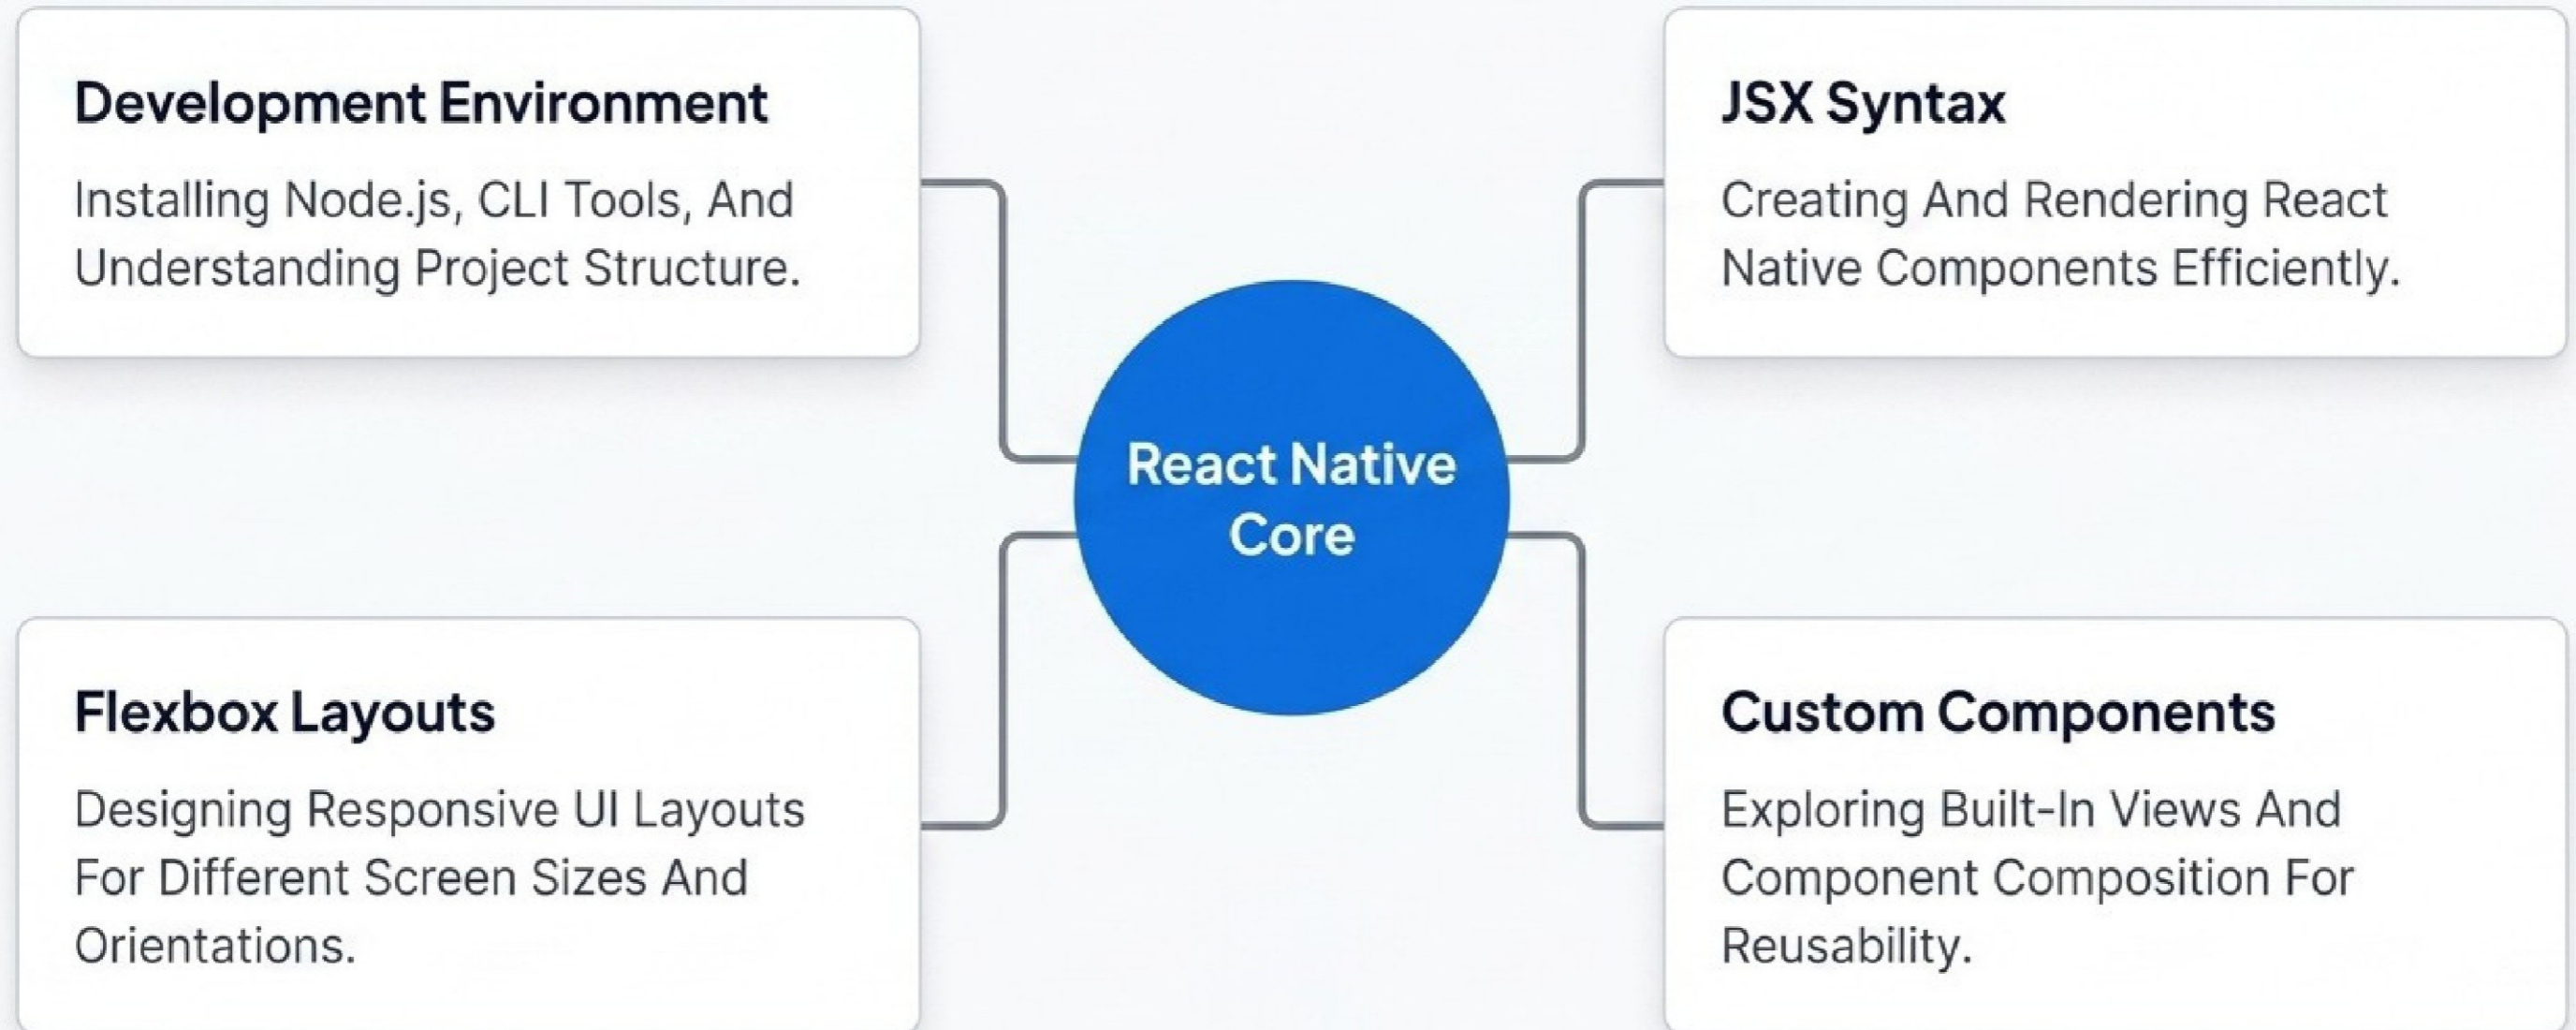 Development Environment
Installing Node.js, CLI Tools, And
Understanding Project Structure.
JSX Syntax
Creating And Rendering React
Native Components Efficiently.
React Native
Core
Flexbox Layouts
Designing Responsive UI Layouts
For Different Screen Sizes And
Orientations.
Custom Components
Exploring Built-In Views And
Component Composition For
Reusability.